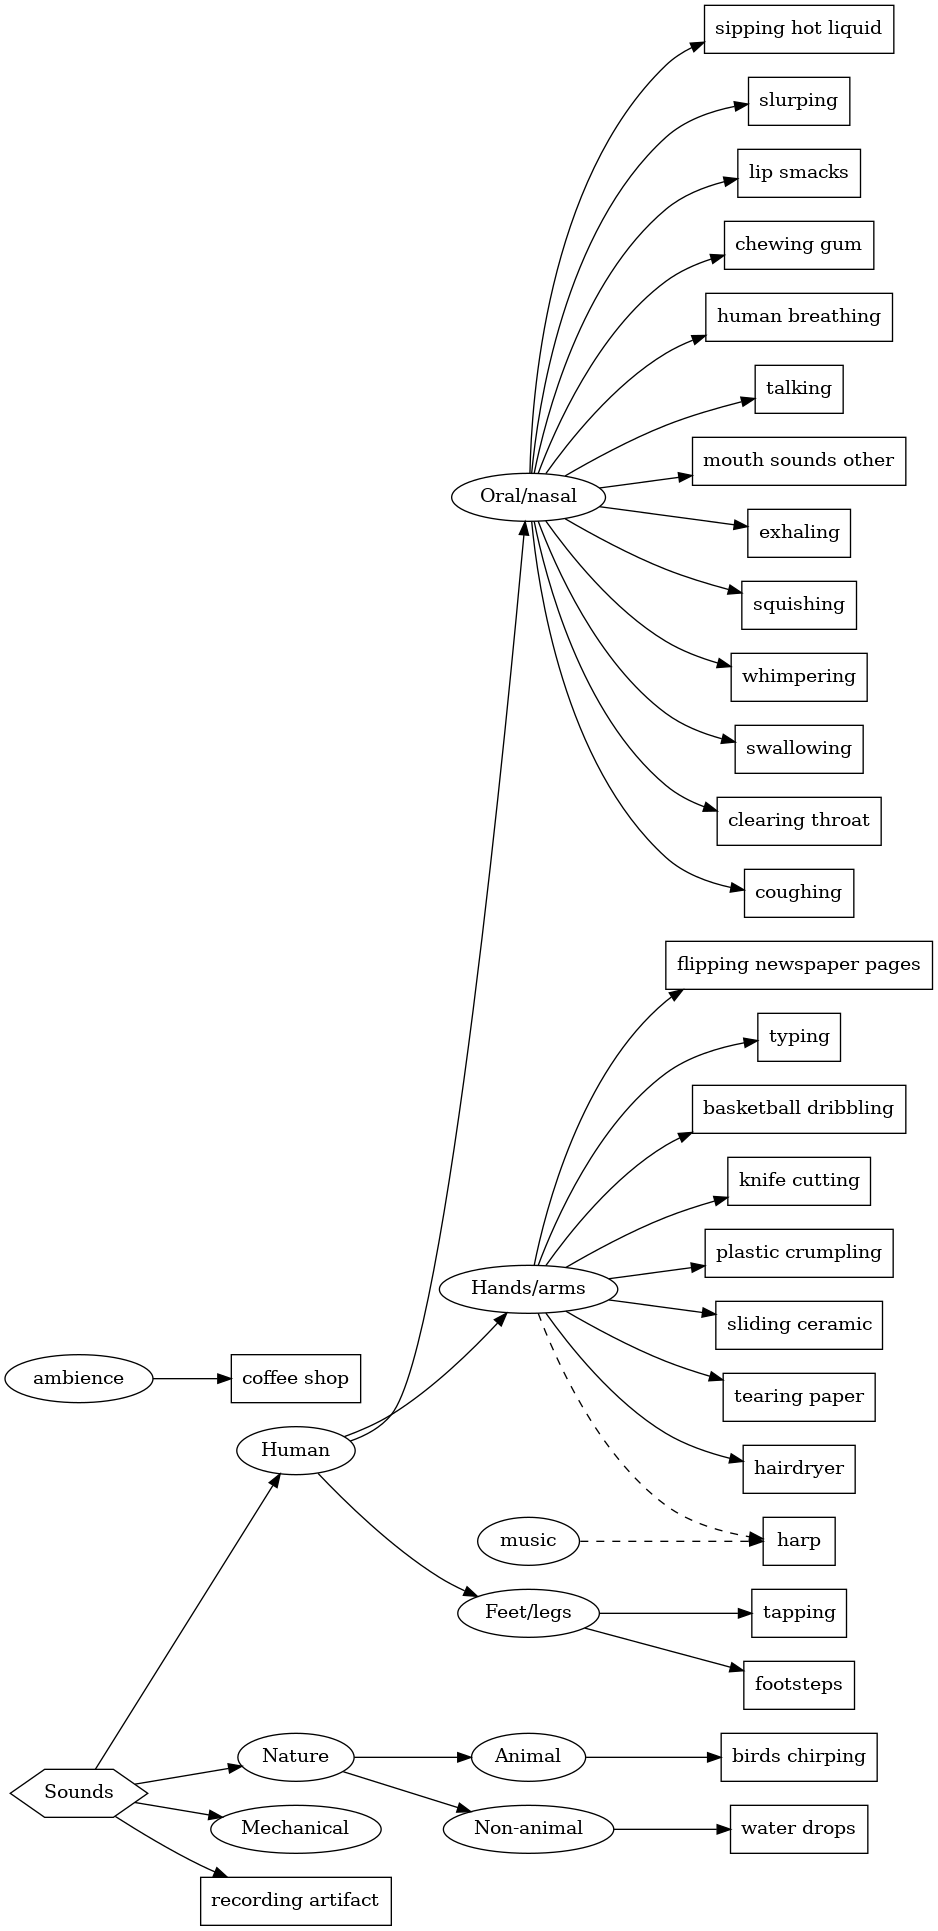 sipping hot liquid
slurping
lip smacks
chewing gum
human breathing
talking
mouth sounds other
Oral/nasal
exhaling
squishing
whimpering
swallowing
clearing throat
coughing
flipping newspaper pages
typing
basketball dribbling
knife cutting
plastic crumpling
Hands/arms
sliding ceramic
ambience
coffee shop
tearing paper
Human
hairdryer
music
harp
Feet/legs
tapping
footsteps
Nature
Animal
birds chirping
Sounds
Mechanical
Non-animal
water drops
recording artifact